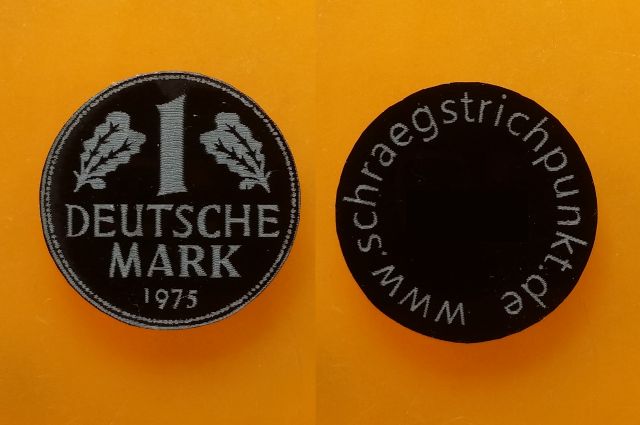 1
DEUTSCHE
MARK
1975
www.schraegstrichpunkt.de